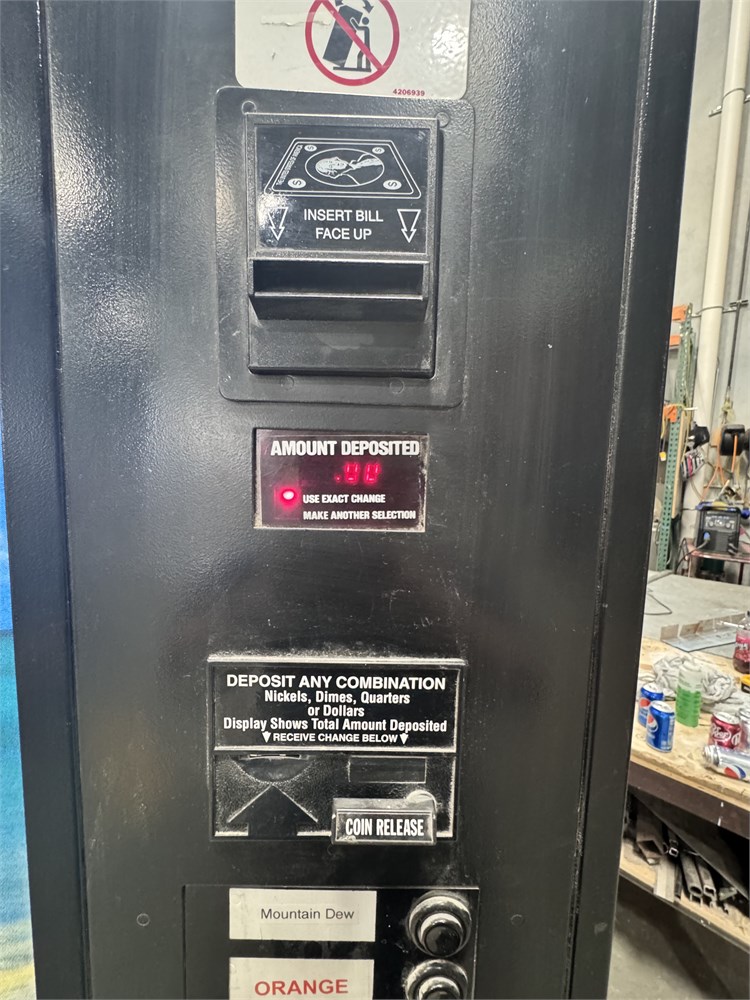 4206939
INSERT BILL
FACE UP
AMOUNT DEPOSITED
USE EXACT CHANGE
MAKE ANOTHER SELECTION
DEPOSIT ANY COMBINATION
Nickels, Dimes, Quarters
or Dollars
Display Shows Total Amount Deposited
RECEIVE CHANGE BELOW
COIN RELEASE
Mountain Dew
ORANGE
pepsi